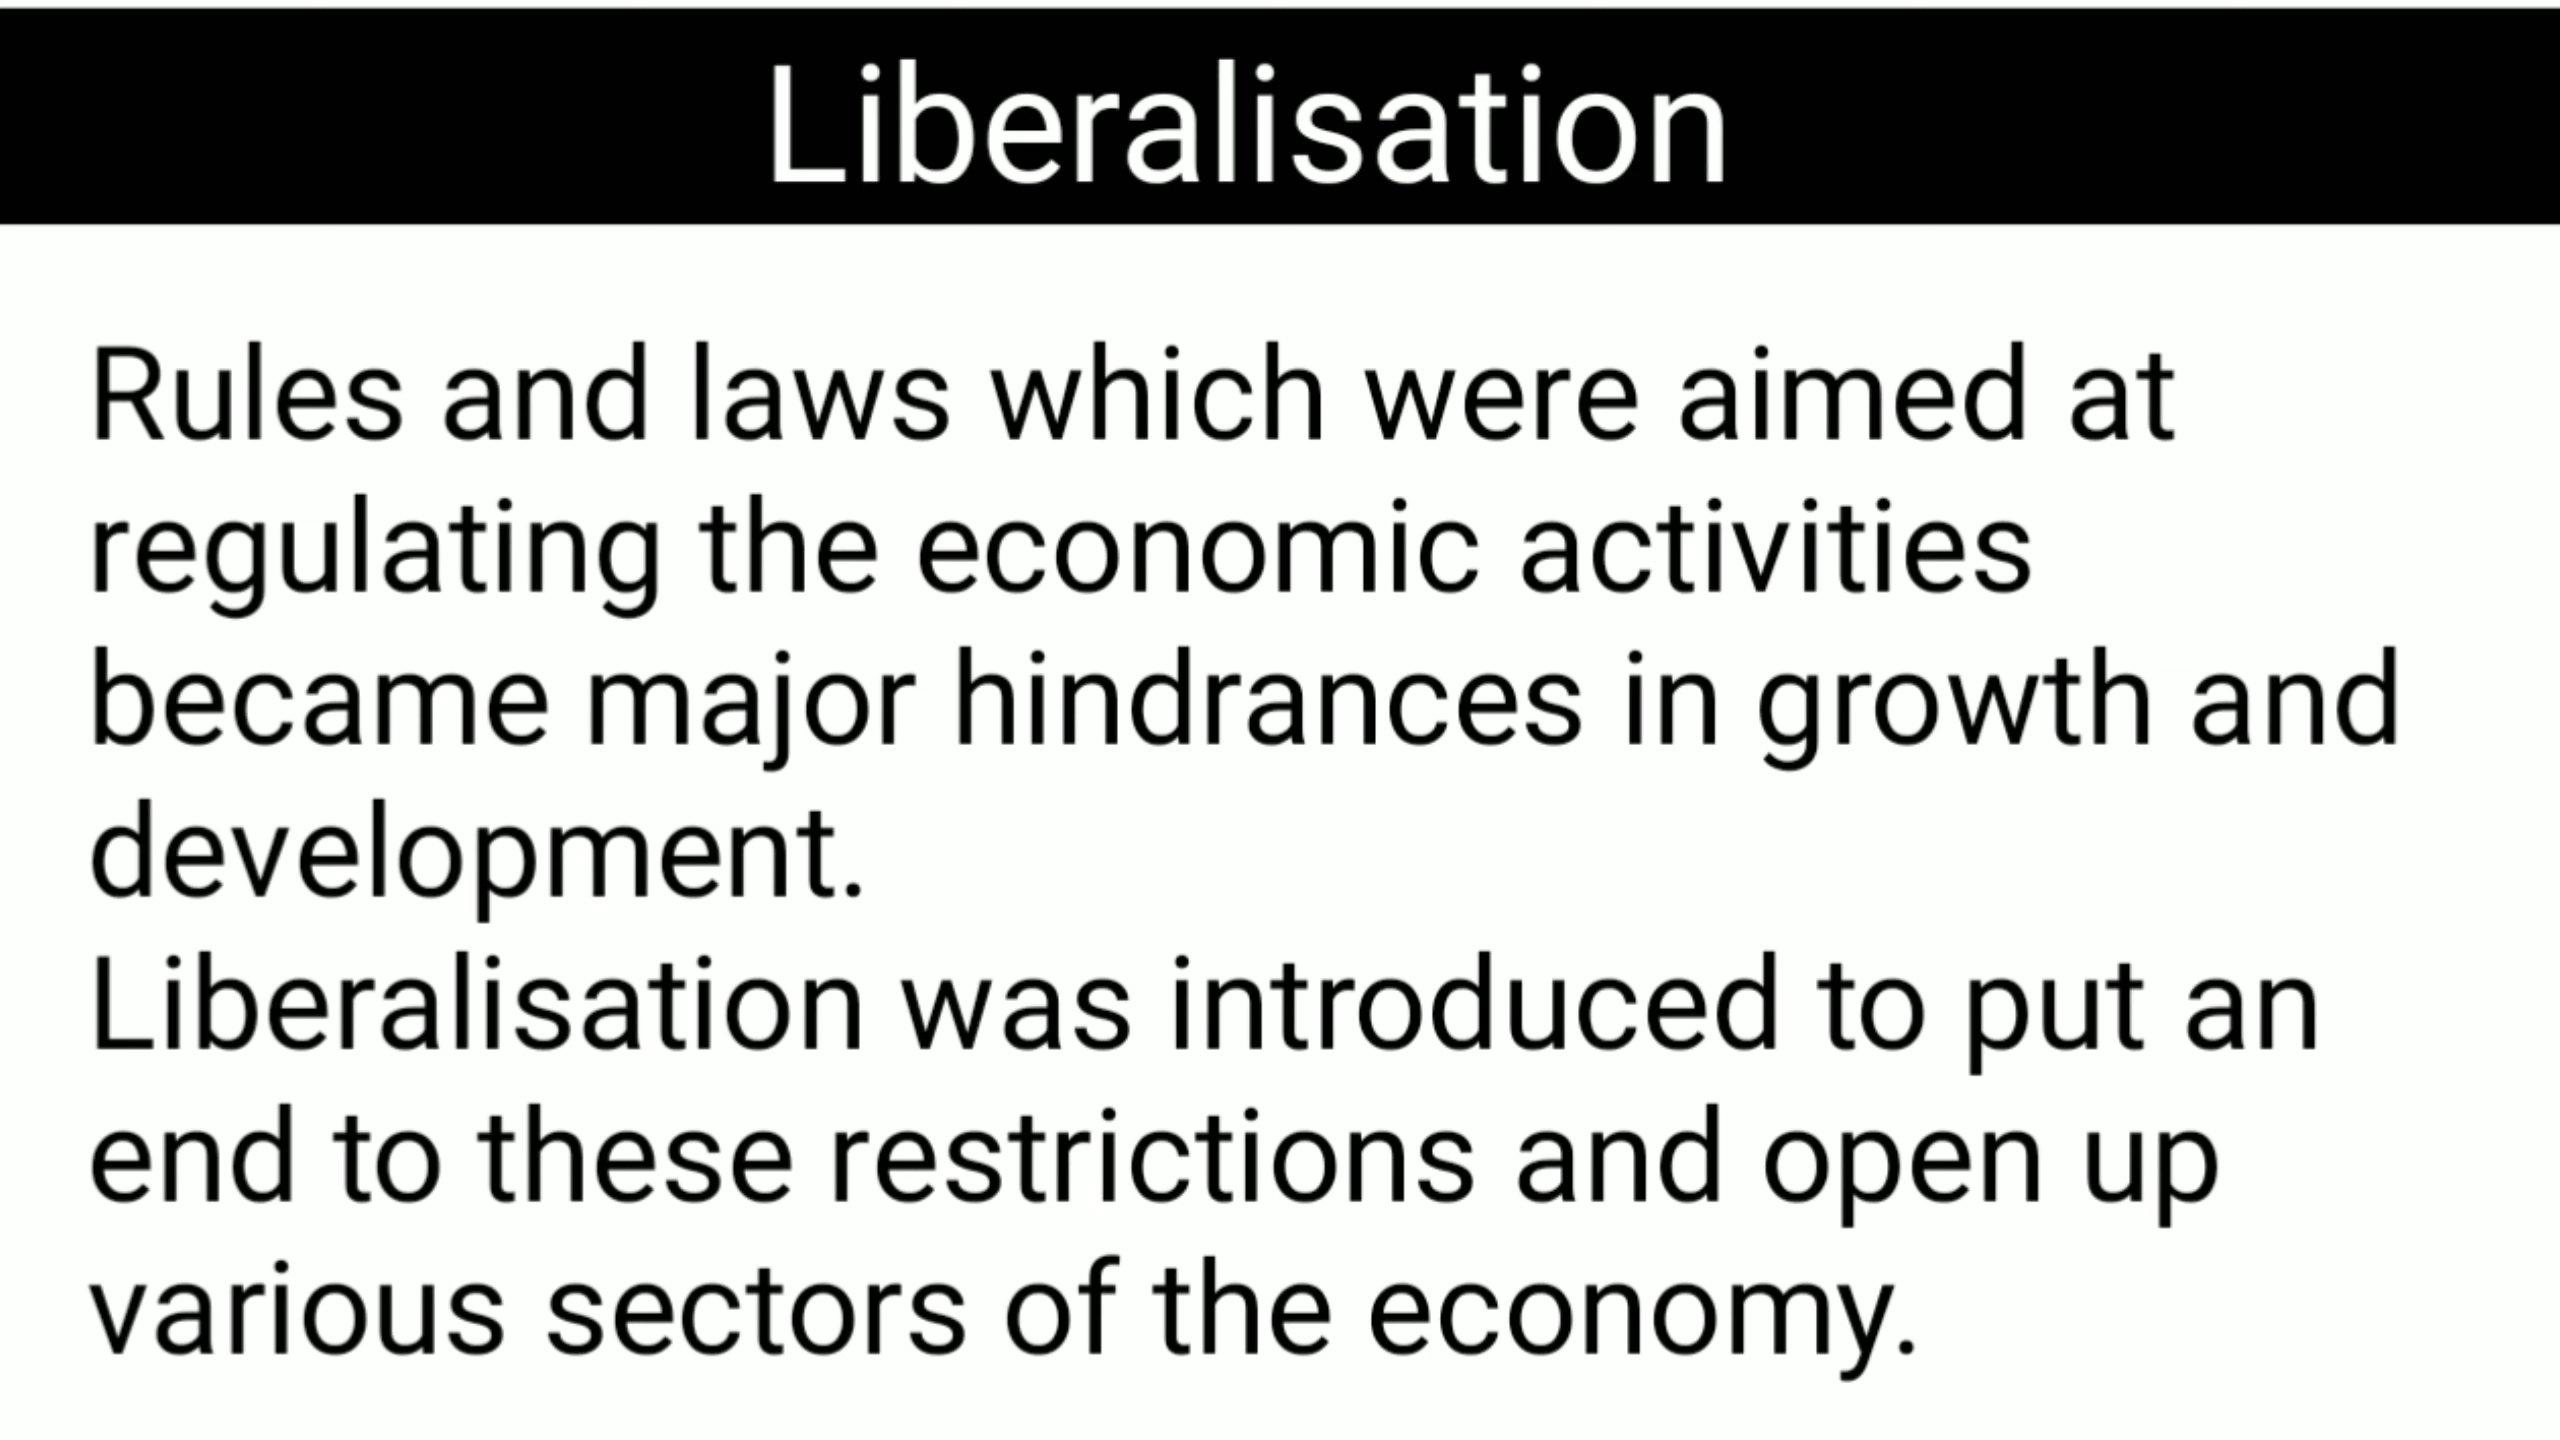 Liberalisation
Rules and laws which were aimed at
regulating the economic activities
became major hindrances in growth and
development.
Liberalisation was introduced to put an
end to these restrictions and open up
various sectors of the economy.